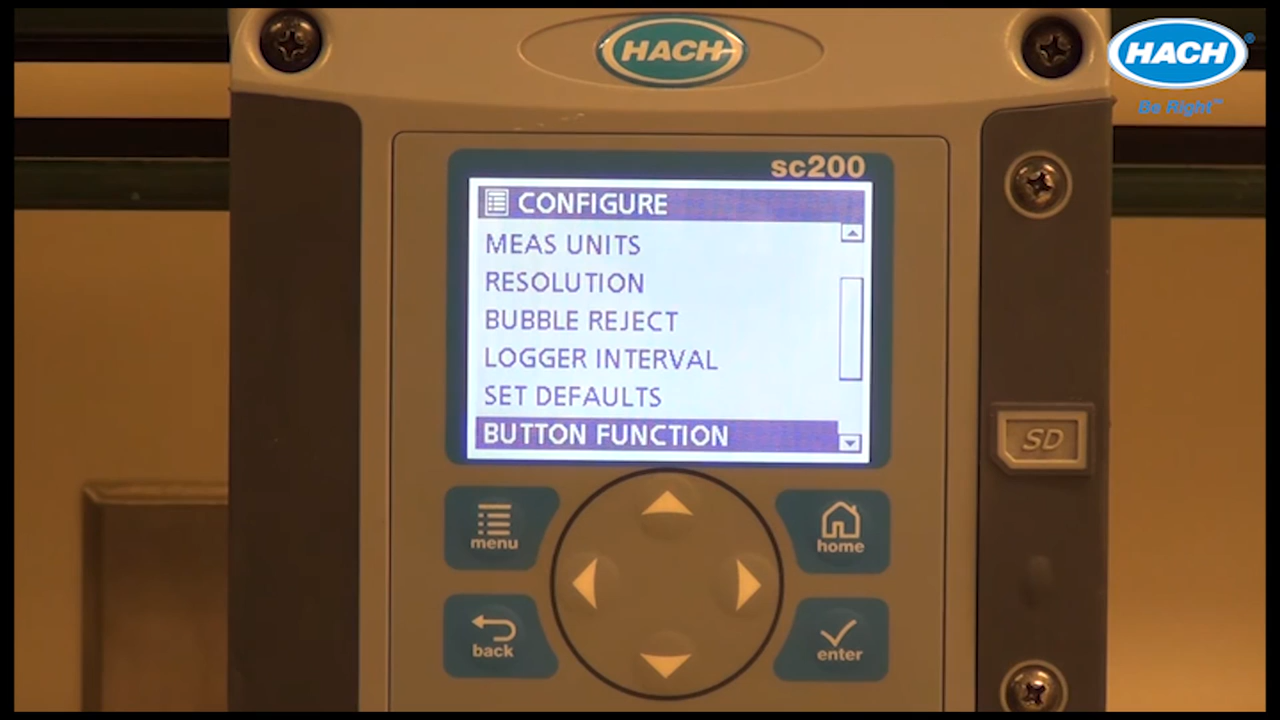 HACH
HACH®
Be Right™
sc200
CONFIGURE
MEAS UNITS
RESOLUTION
BUBBLE REJECT
LOGGER INTERVAL
SET DEFAULTS
BUTTON FUNCTION
menu
home
back
enter
SD